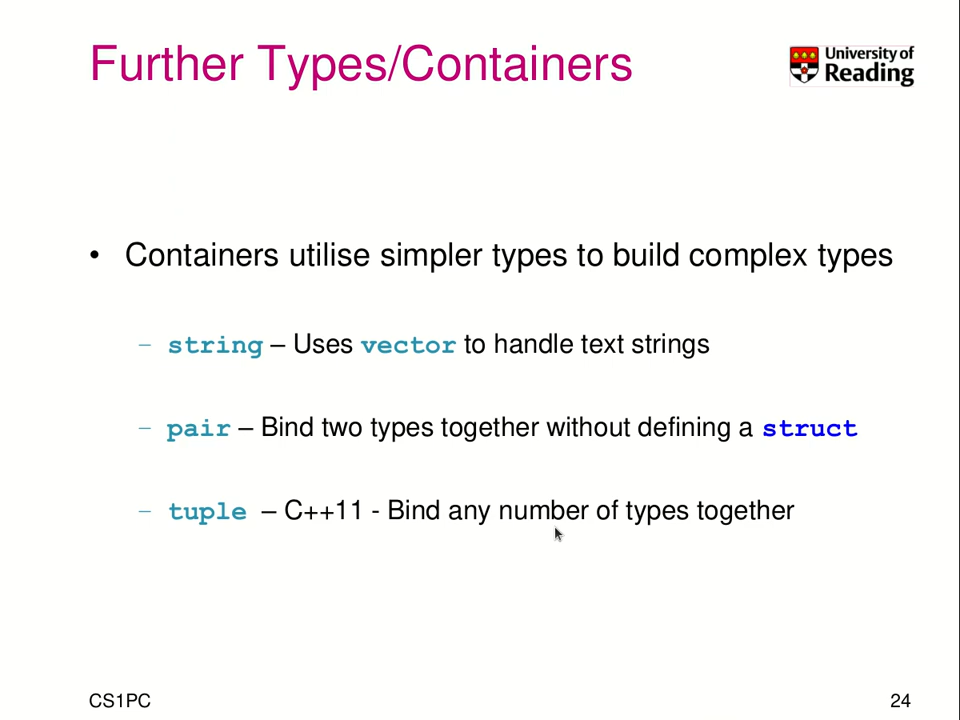 Further Types/Containers
University of
Reading
• Containers utilise simpler types to build complex types
– string – Uses vector to handle text strings
– pair – Bind two types together without defining a struct
– tuple – C++11 - Bind any number of types together
CS1PC
24